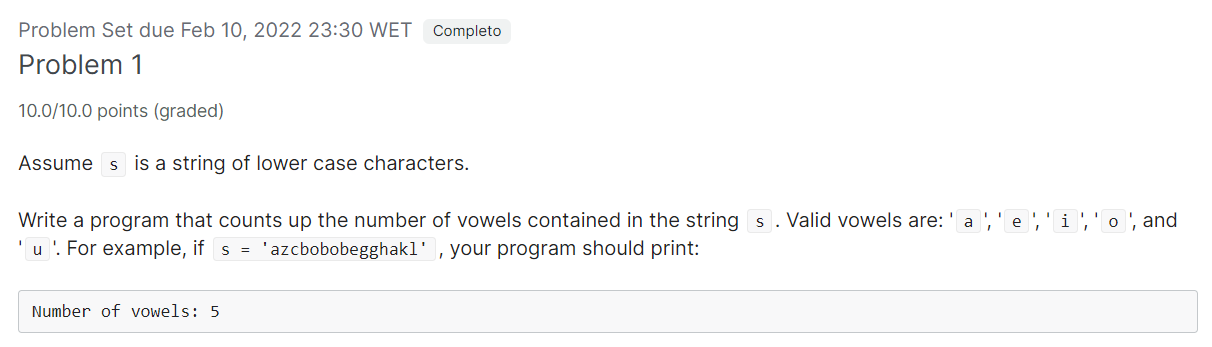 Problem Set due Feb 10, 2022 23:30 WET Completo
Problem 1
10.0/10.0 points (graded)
Assume s is a string of lower case characters.
Write a program that counts up the number of vowels contained in the string s. Valid vowels are: 'a', 'e', 'i', 'o', and
'u'. For example, if s = 'azcbobobegghakl', your program should print:
Number of vowels: 5